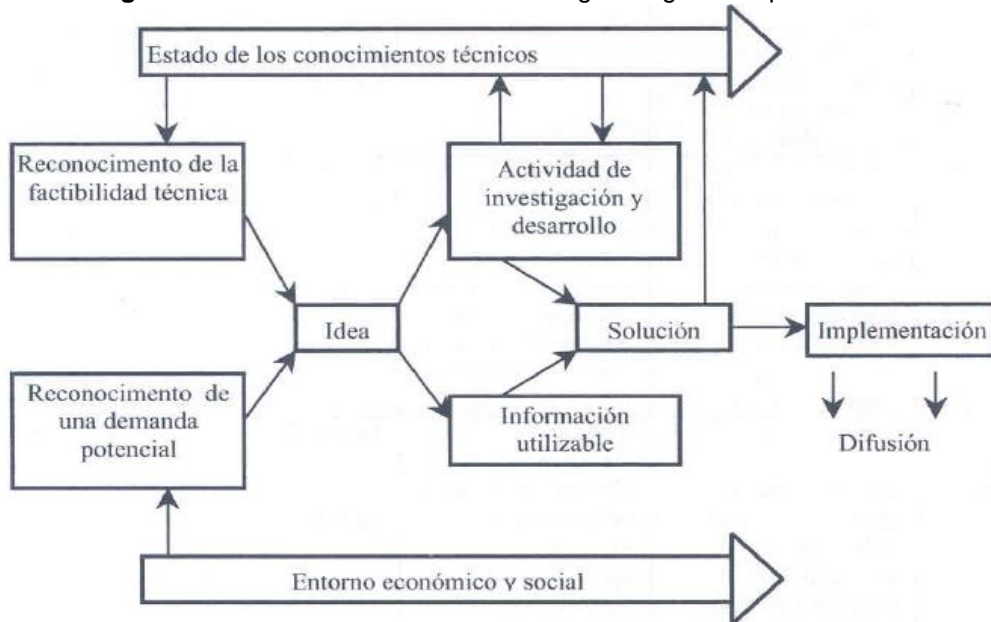 Estado de los conocimientos técnicos
Reconocimento de la
factibilidad técnica
Actividad de
investigación y
desarrollo
Idea
Solución
Implementación
Reconocimento de
una demanda
potencial
Información
utilizable
Difusión
Entorno económico y social